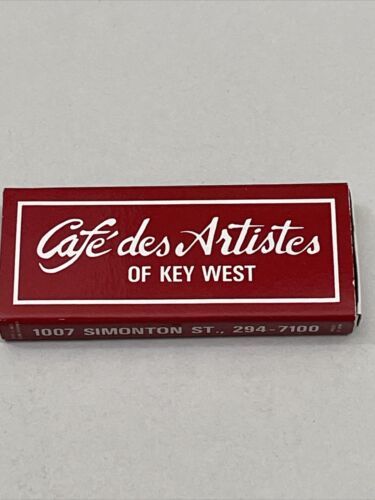 Café des Artistes
OF KEY WEST
1007 SIMONTON ST., 294-7100